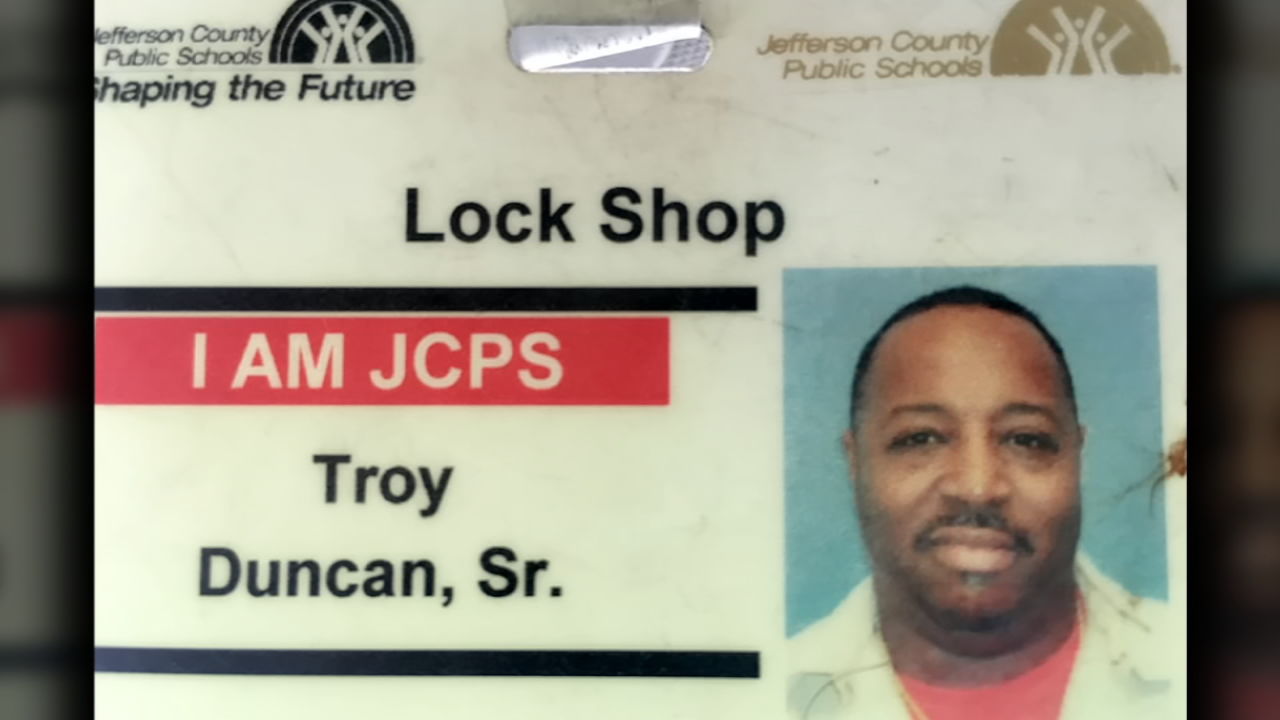 Jefferson County
Public Schools
Shaping the Future
Jefferson County
Public Schools
Lock Shop
I AM JCPS
Troy
Duncan, Sr.